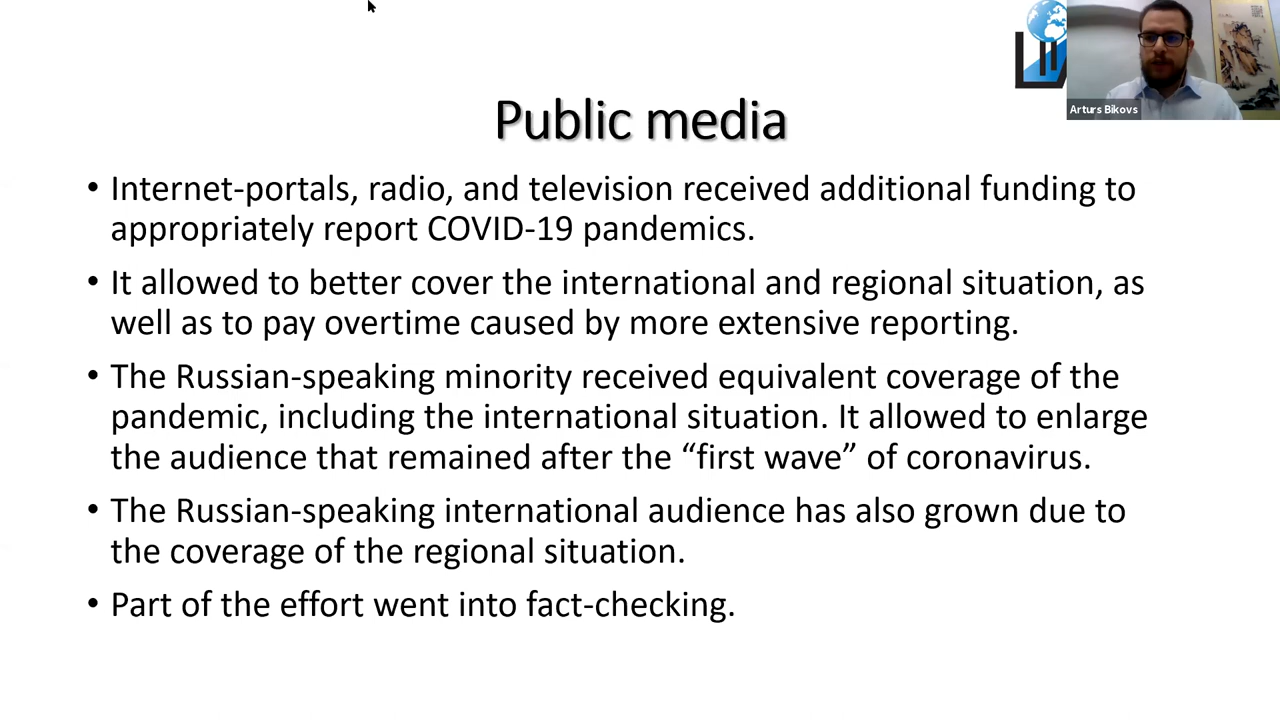 Arturs Bikovs
Public media
• Internet-portals, radio, and television received additional funding to
appropriately report COVID-19 pandemics.
• It allowed to better cover the international and regional situation, as
well as to pay overtime caused by more extensive reporting.
• The Russian-speaking minority received equivalent coverage of the
pandemic, including the international situation. It allowed to enlarge
the audience that remained after the “first wave” of coronavirus.
• The Russian-speaking international audience has also grown due to
the coverage of the regional situation.
• Part of the effort went into fact-checking.